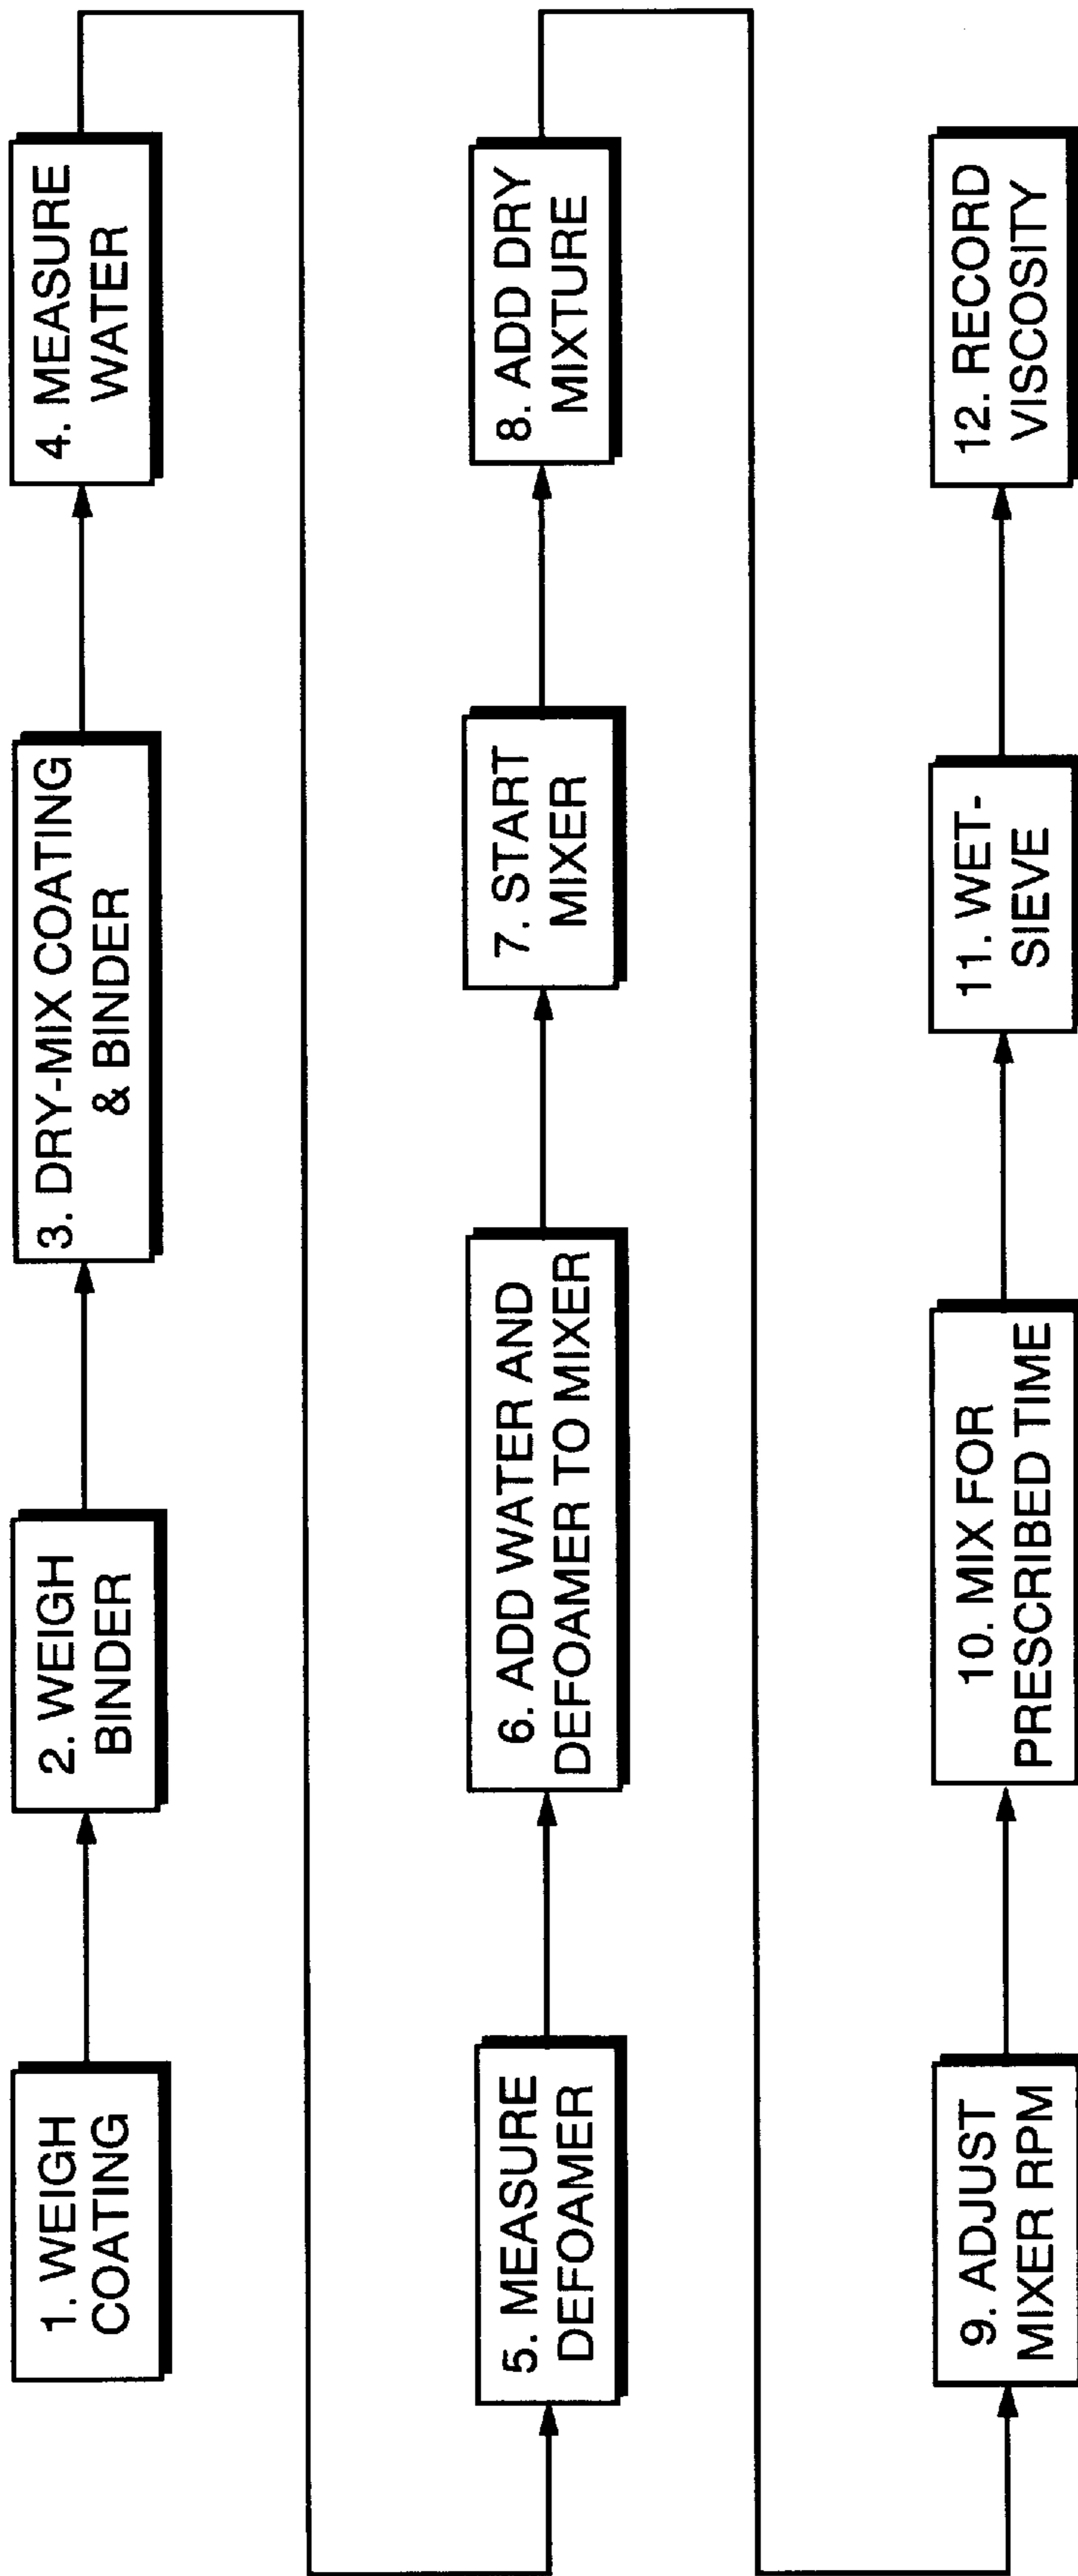 1. WEIGH
COATING
2. WEIGH
BINDER
3. DRY-MIX COATING
& BINDER
4. MEASURE
WATER
5. MEASURE
DEFOAMER
6. ADD WATER AND
DEFOAMER TO MIXER
7. START
MIXER
8. ADD DRY
MIXTURE
9. ADJUST
MIXER RPM
10. MIX FOR
PRESCRIBED TIME
11. WET-
SIEVE
12. RECORD
VISCOSITY